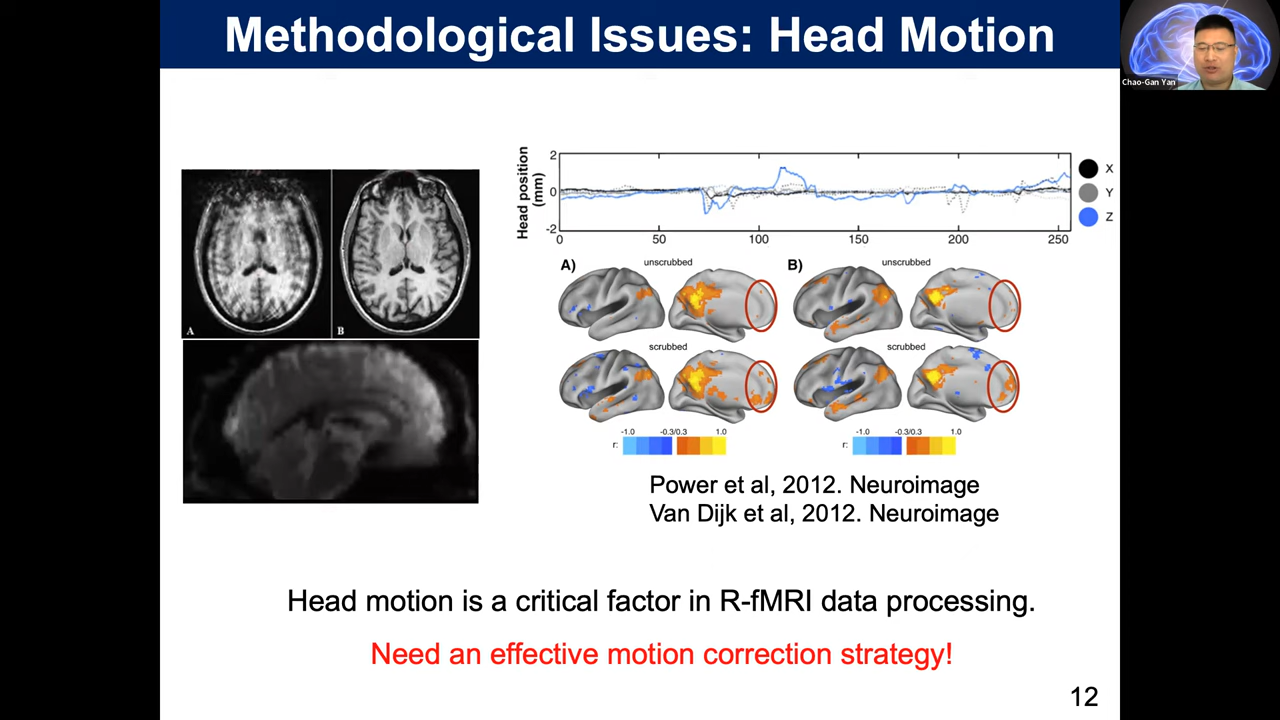 Methodological Issues: Head Motion
Chao-Gan Yan
A
B
Head position
(mm)
2
0
-2
0
50
100
150
200
250
X
Y
Z
A)
unscrubbed
B)
unscrubbed
scrubbed
scrubbed
-1.0
-0.3/0.3
1.0
r:
-1.0
-0.3/0.3
1.0
r:
Power et al, 2012. Neuroimage
Van Dijk et al, 2012. Neuroimage
Head motion is a critical factor in R-fMRI data processing.
Need an effective motion correction strategy!
12